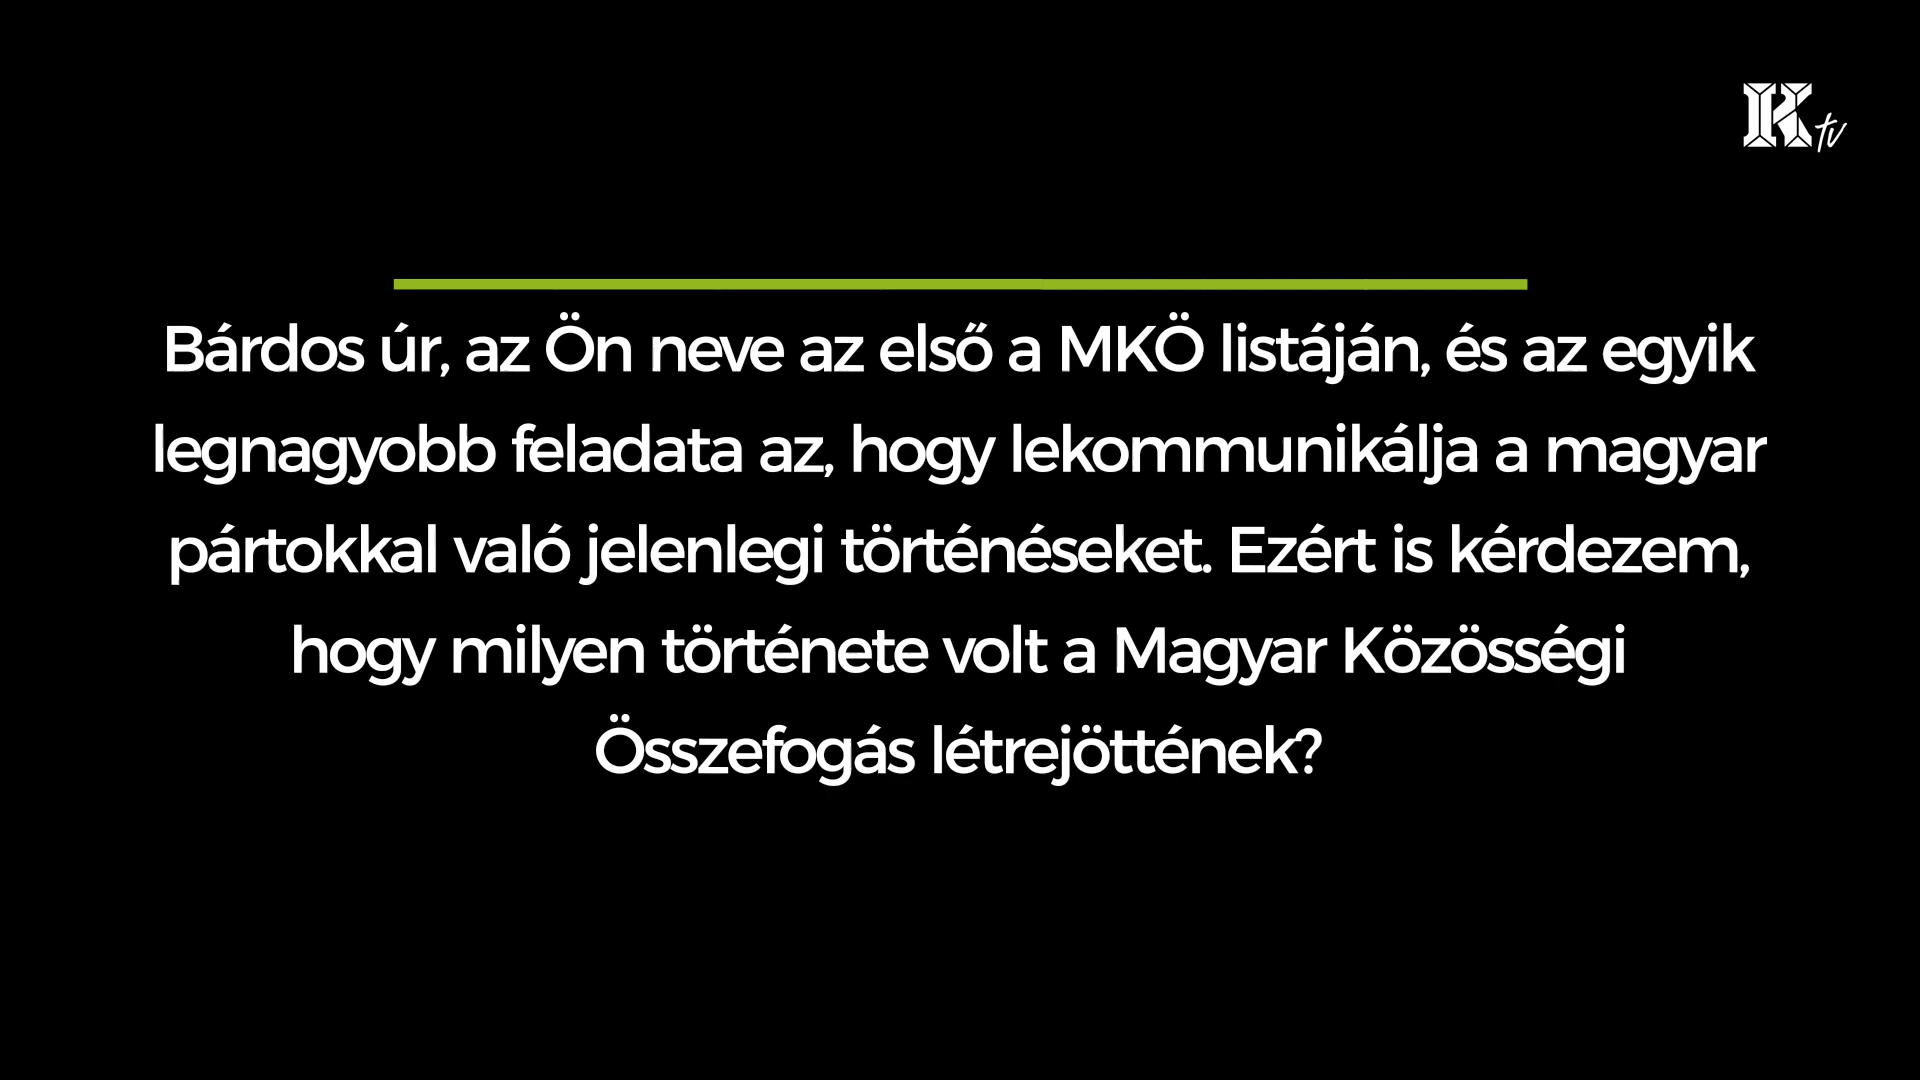 Ktv
Bárdos úr, az Ön neve az első a MKÖ listáján, és az egyik
legnagyobb feladata az, hogy lekommunikálja a magyar
pártokkal való jelenlegi történéseket. Ezért is kérdezem,
hogy milyen története volt a Magyar Közösségi
Összefogás létrejöttének?